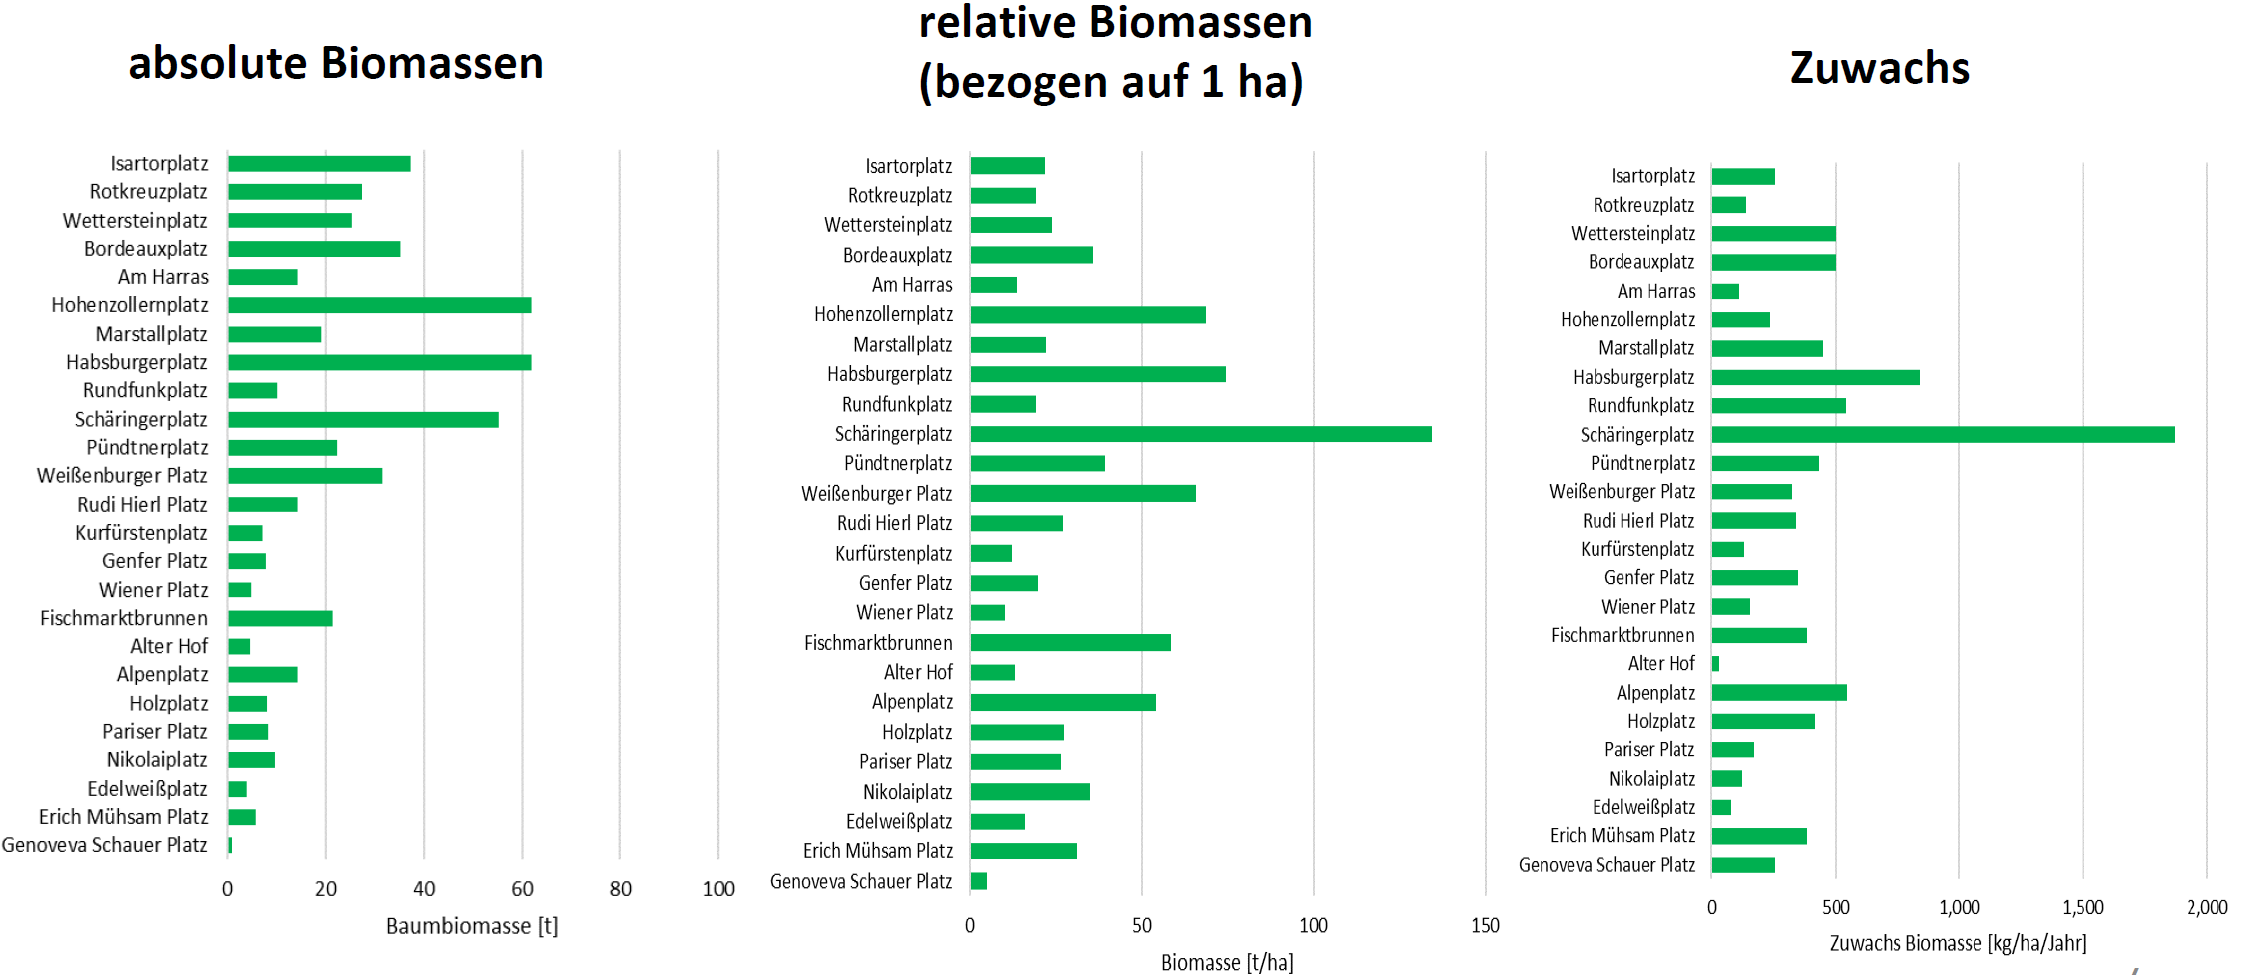 absolute Biomassen
Isartorplatz
Rotkreuzplatz
Wettersteinplatz
Bordeauxplatz
Am Harras
Hohenzollernplatz
Marstallplatz
Habsburgerplatz
Rundfunkplatz
Schäringerplatz
Pündtnerplatz
Weißenburger Platz
Rudi Hierl Platz
Kurfürstenplatz
Genfer Platz
Wiener Platz
Fischmarktbrunnen
Alter Hof
Alpenplatz
Holzplatz
Pariser Platz
Nikolaiplatz
Edelweißplatz
Erich Mühsam Platz
Genoveva Schauer Platz
0 20 40 60 80 100
Baumbiomasse [t]
relative Biomassen
(bezogen auf 1 ha)
Isartorplatz
Rotkreuzplatz
Wettersteinplatz
Bordeauxplatz
Am Harras
Hohenzollernplatz
Marstallplatz
Habsburgerplatz
Rundfunkplatz
Schäringerplatz
Pündtnerplatz
Weißenburger Platz
Rudi Hierl Platz
Kurfürstenplatz
Genfer Platz
Wiener Platz
Fischmarktbrunnen
Alter Hof
Alpenplatz
Holzplatz
Pariser Platz
Nikolaiplatz
Edelweißplatz
Erich Mühsam Platz
Genoveva Schauer Platz
0 50 100 150
Biomasse [t/ha]
Zuwachs
Isartorplatz
Rotkreuzplatz
Wettersteinplatz
Bordeauxplatz
Am Harras
Hohenzollernplatz
Marstallplatz
Habsburgerplatz
Rundfunkplatz
Schäringerplatz
Pündtnerplatz
Weißenburger Platz
Rudi Hierl Platz
Kurfürstenplatz
Genfer Platz
Wiener Platz
Fischmarktbrunnen
Alter Hof
Alpenplatz
Holzplatz
Pariser Platz
Nikolaiplatz
Edelweißplatz
Erich Mühsam Platz
Genoveva Schauer Platz
0 500 1,000 1,500 2,000
Zuwachs Biomasse [kg/ha/Jahr]